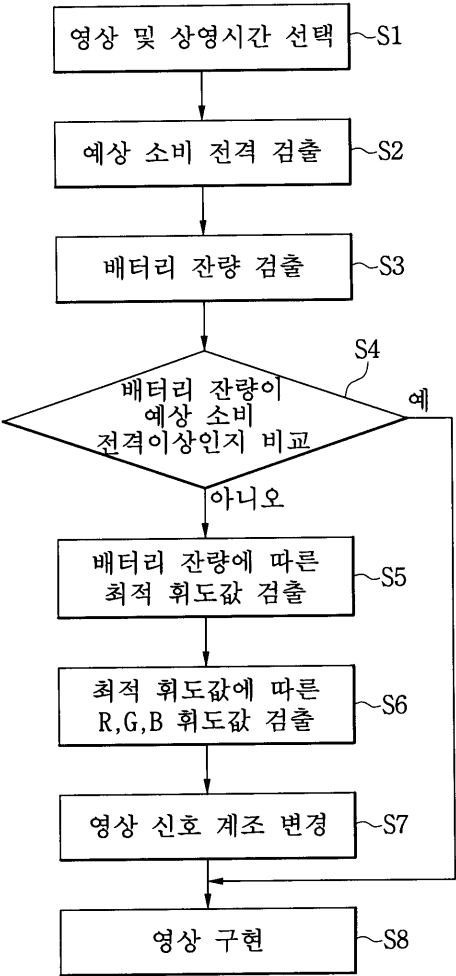 영상 및 상영시간 선택 S1
예상 소비 전격 검출 S2
배터리 잔량 검출 S3
S4
배터리 잔량이
예상 소비
전격이상인지 비교
예
아니오
배터리 잔량에 따른
최적 휘도값 검출
S5
최적 휘도값에 따른
R,G,B 휘도값 검출
S6
영상 신호 계조 변경 S7
영상 구현 S8